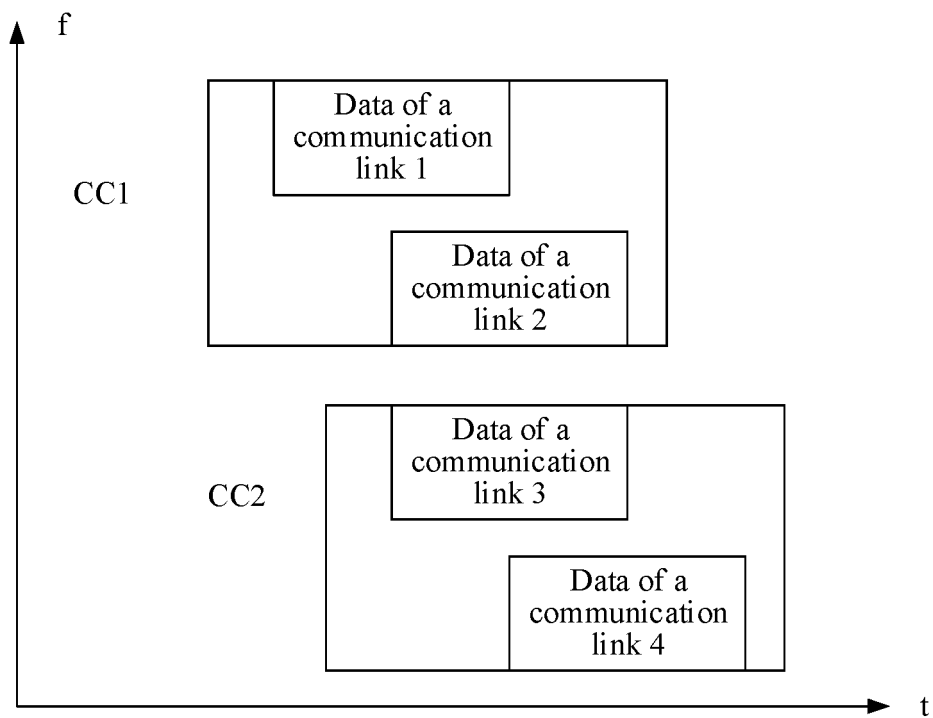 f
Data of a
communication
link 1
CC1
Data of a
communication
link 2
Data of a
communication
link 3
CC2
Data of a
communication
link 4
t